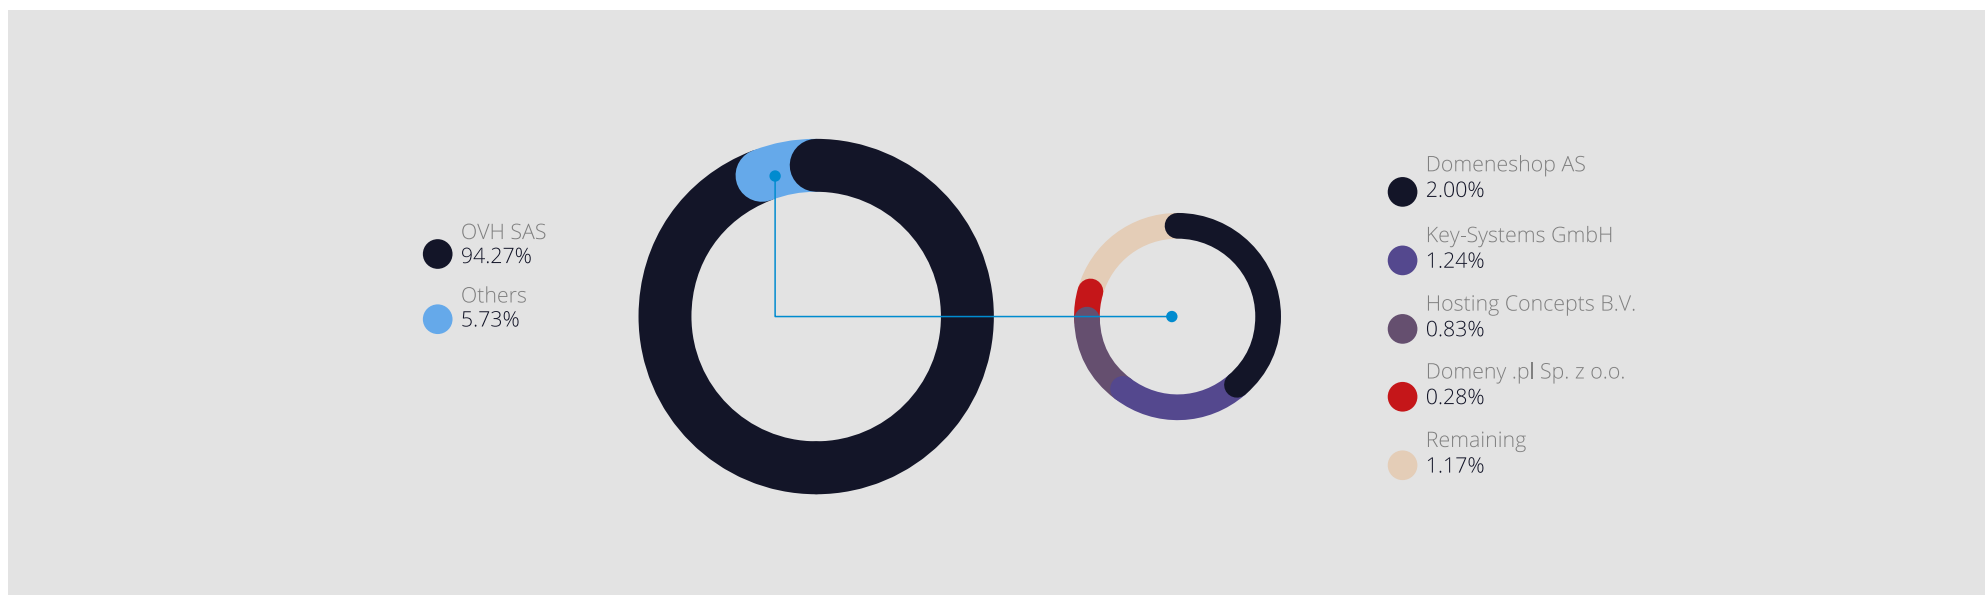 OVH SAS
94.27%
Others
5.73%
Domeneshop AS
2.00%
Key-Systems GmbH
1.24%
Hosting Concepts B.V.
0.83%
Domeny .pl Sp. z o.o.
0.28%
Remaining
1.17%